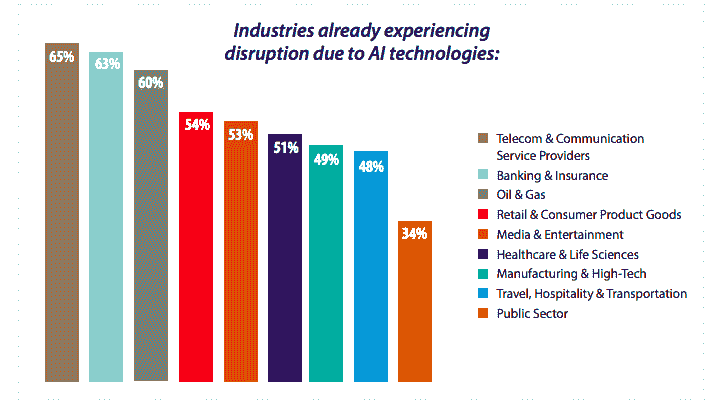 Industries already experiencing
disruption due to AI technologies:
65%
63%
60%
54%
53%
51%
49%
48%
34%
Telecom & Communication
Service Providers
Banking & Insurance
Oil & Gas
Retail & Consumer Product Goods
Media & Entertainment
Healthcare & Life Sciences
Manufacturing & High-Tech
Travel, Hospitality & Transportation
Public Sector